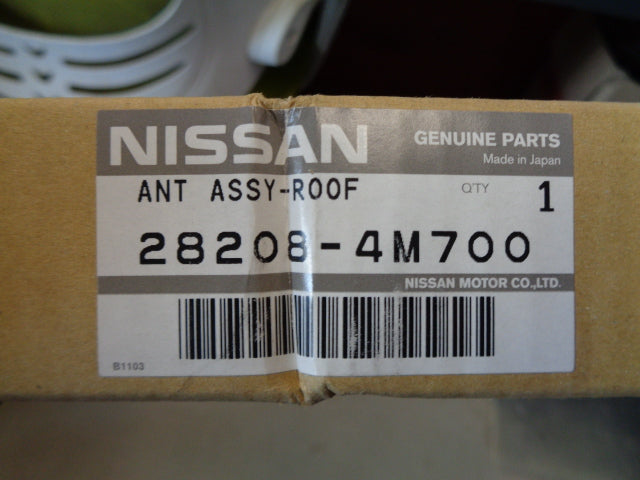 NISSAN
GENUINE PARTS
Made in Japan
ANT ASSY-ROOF Q'TY 1
28208-4M700
NISSAN MOTOR CO.,LTD.
B1103